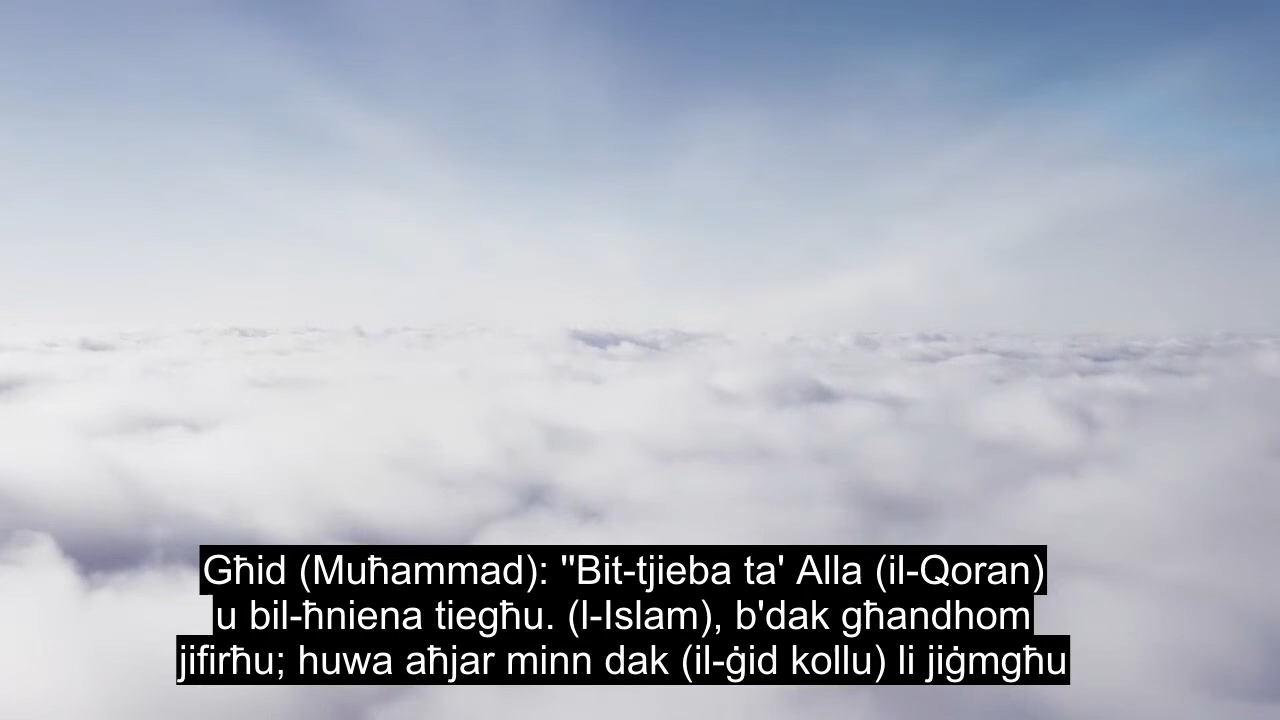 Għid (Muħammad): "Bit-tjieba ta' Alla (il-Qoran)
u bil-ħniena tiegħu. (l-Islam), b'dak għandhom
jifirħu; huwa aħjar minn dak (il-ġid kollu) li jiġmgħu